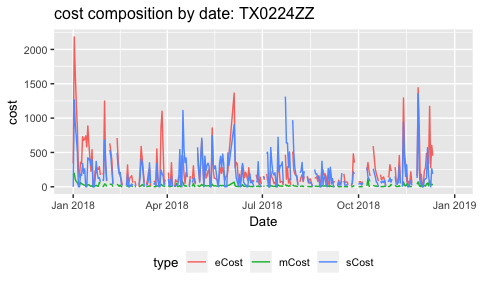 cost composition by date: TX0224ZZ
2000
1500
1000
500
0
cost
Jan 2018 Apr 2018 Jul 2018 Oct 2018 Jan 2019
Date
type eCost mCost sCost